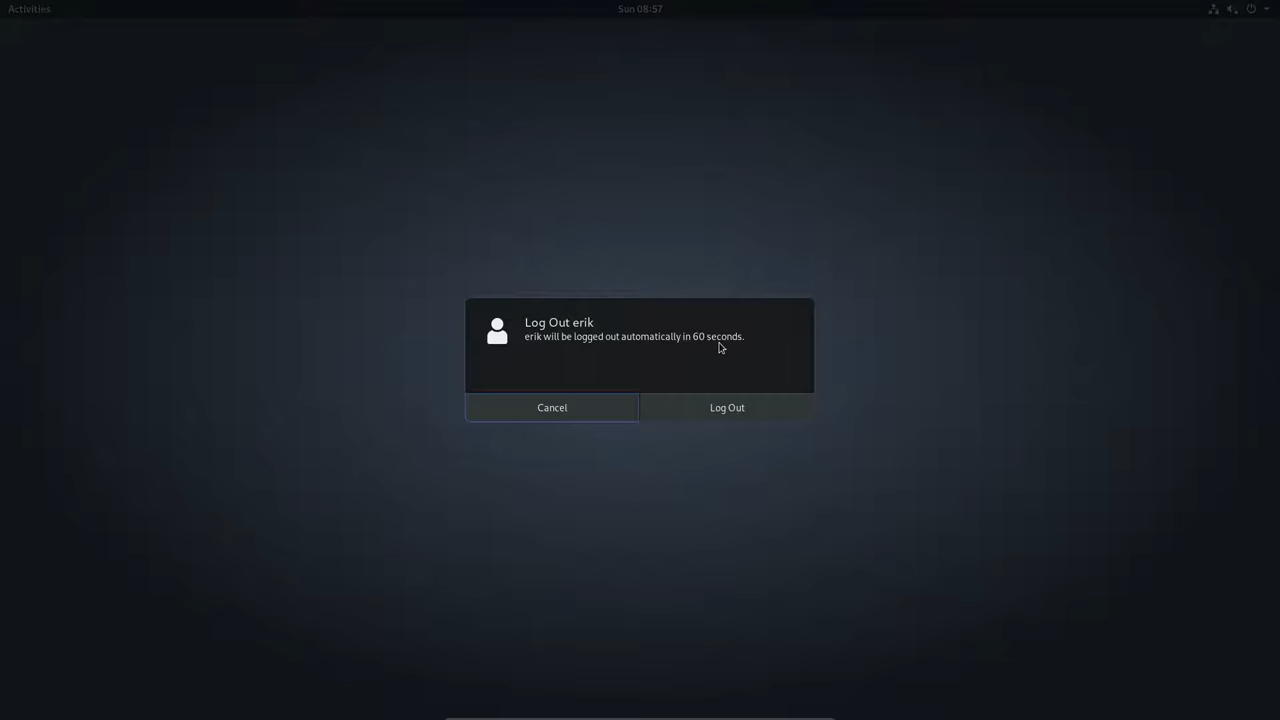 Activities
Sun 08:57
Log Out erik
erik will be logged out automatically in 60 seconds.
Cancel
Log Out